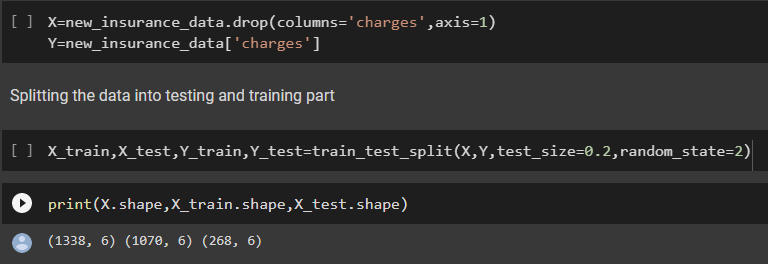 [ ] X=new_insurance_data.drop(columns='charges',axis=1)
Y=new_insurance_data['charges']
Splitting the data into testing and training part
[ ] X_train,X_test,Y_train,Y_test=train_test_split(X,Y,test_size=0.2,random_state=2)
print(X.shape,X_train.shape,X_test.shape)
(1338, 6) (1070, 6) (268, 6)